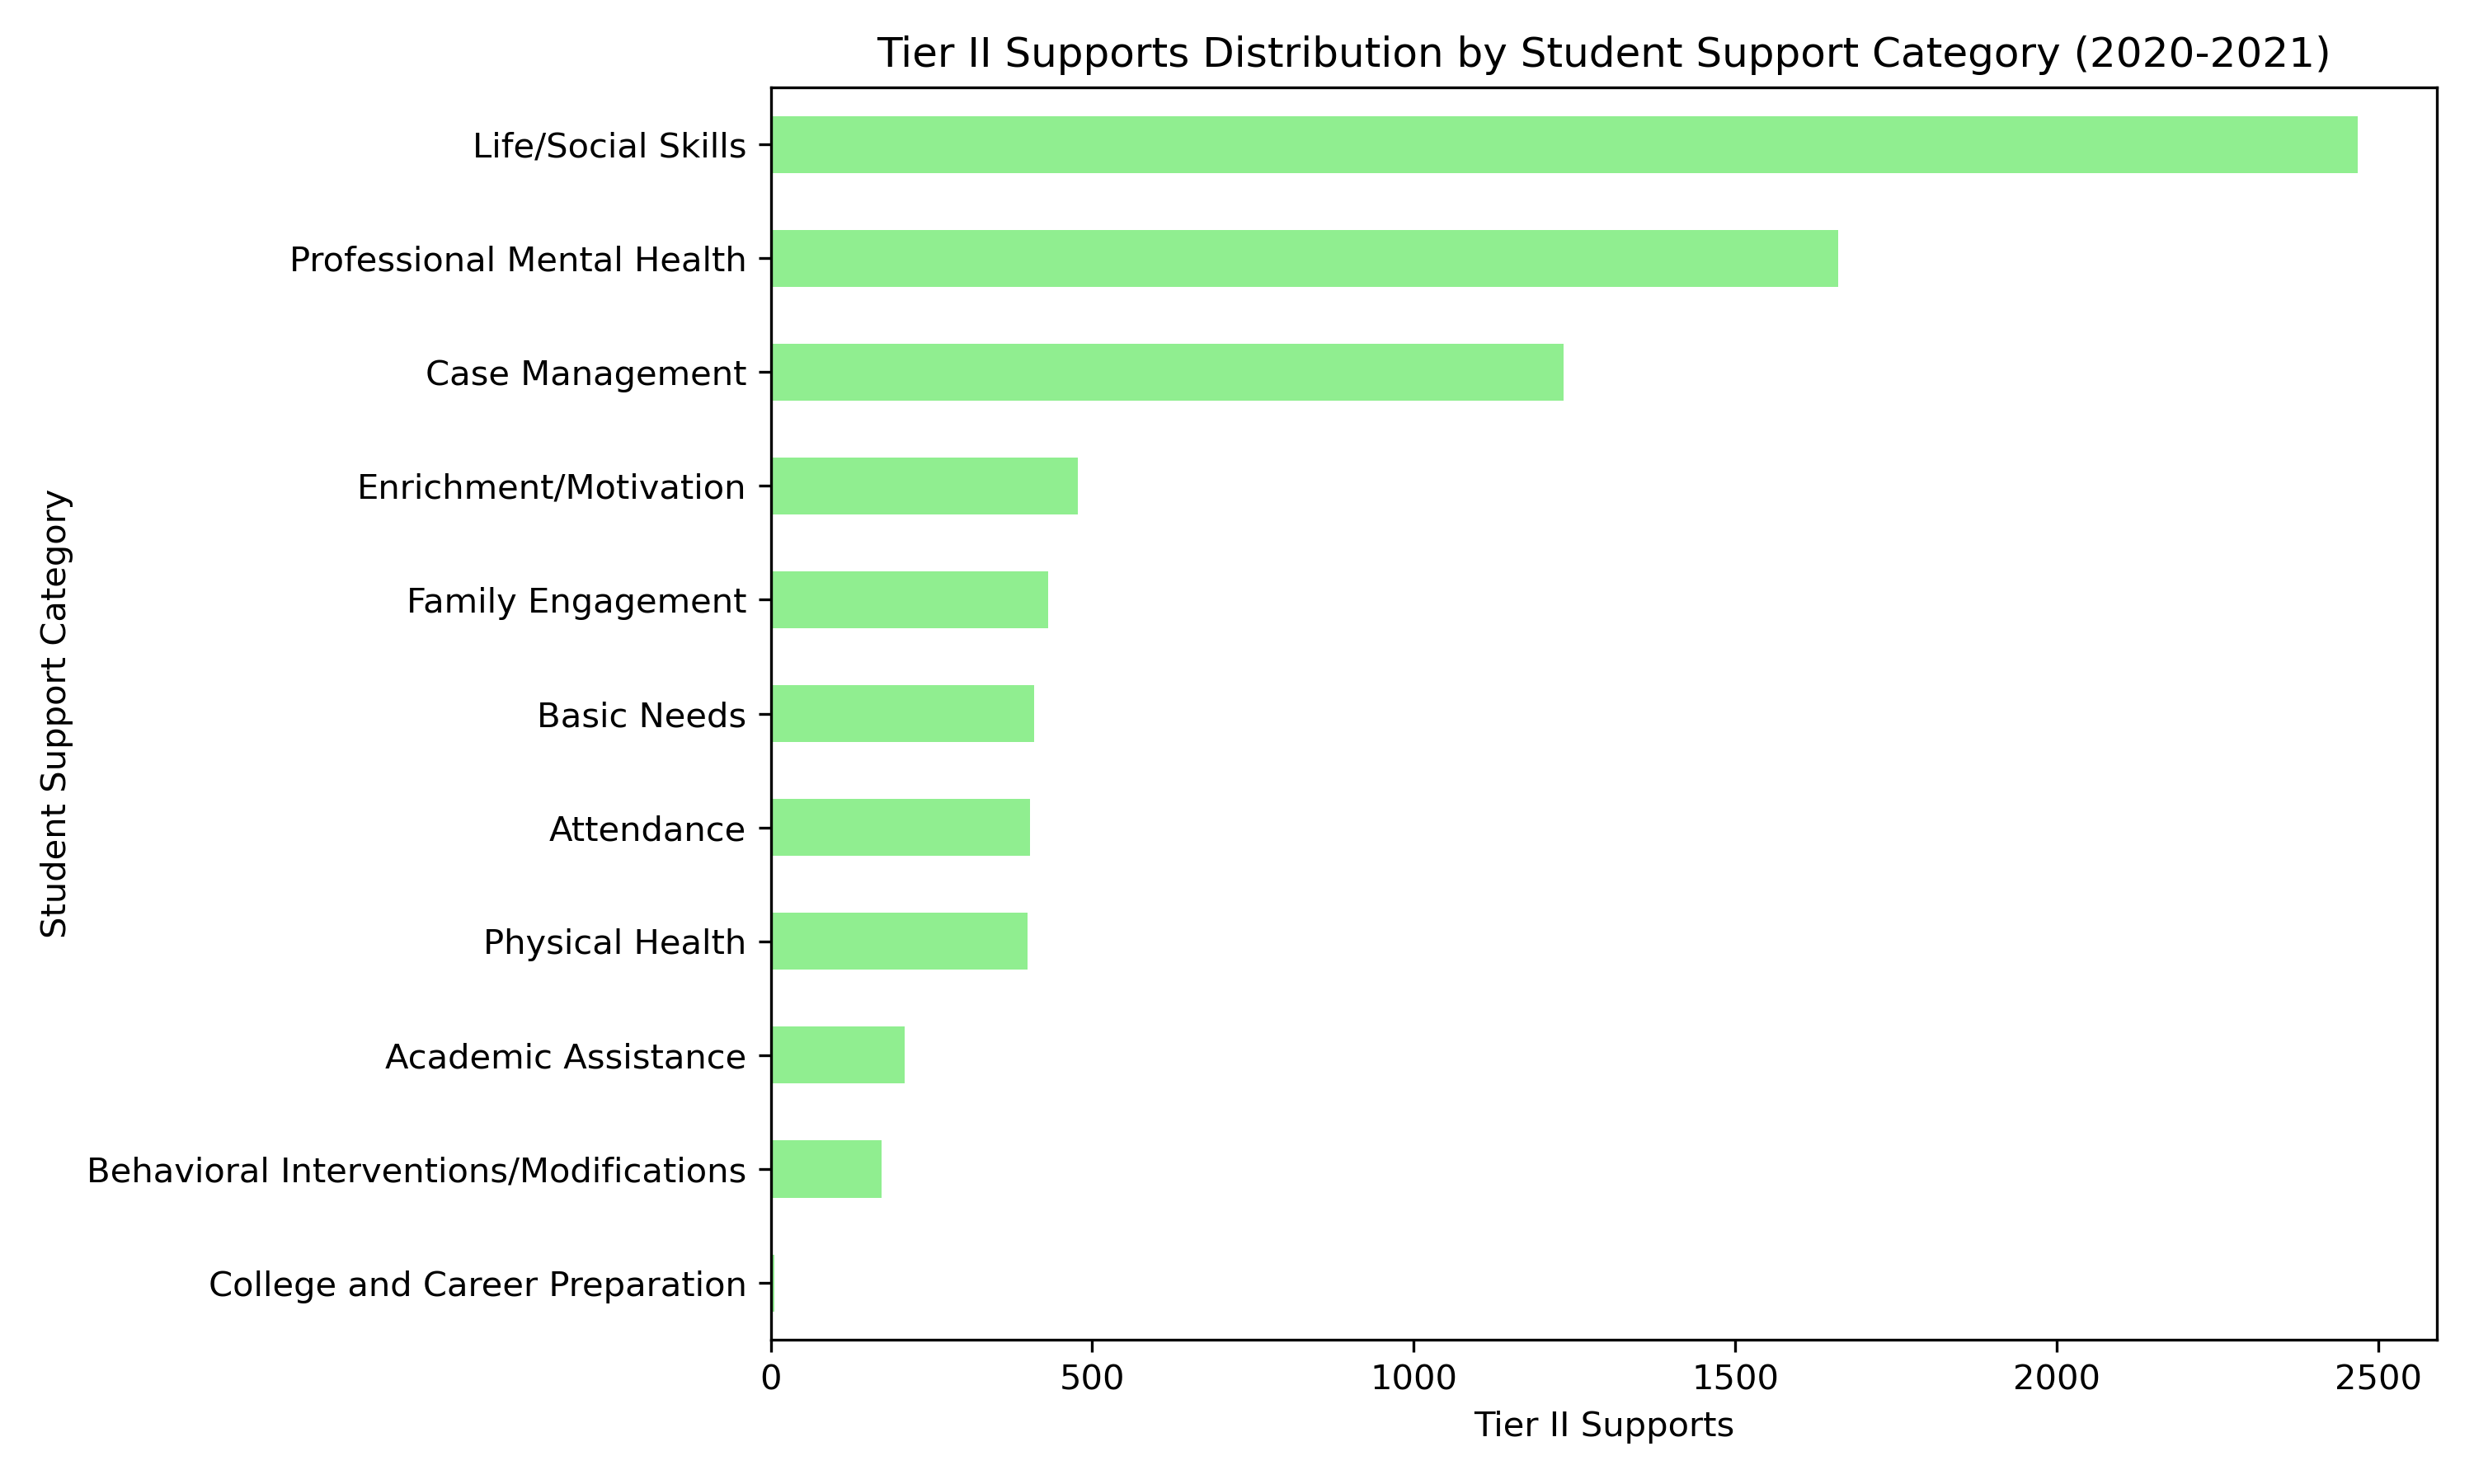 Tier II Supports Distribution by Student Support Category (2020-2021)
Student Support Category
Life/Social Skills
Professional Mental Health
Case Management
Enrichment/Motivation
Family Engagement
Basic Needs
Attendance
Physical Health
Academic Assistance
Behavioral Interventions/Modifications
College and Career Preparation
0 500 1000 1500 2000 2500
Tier II Supports